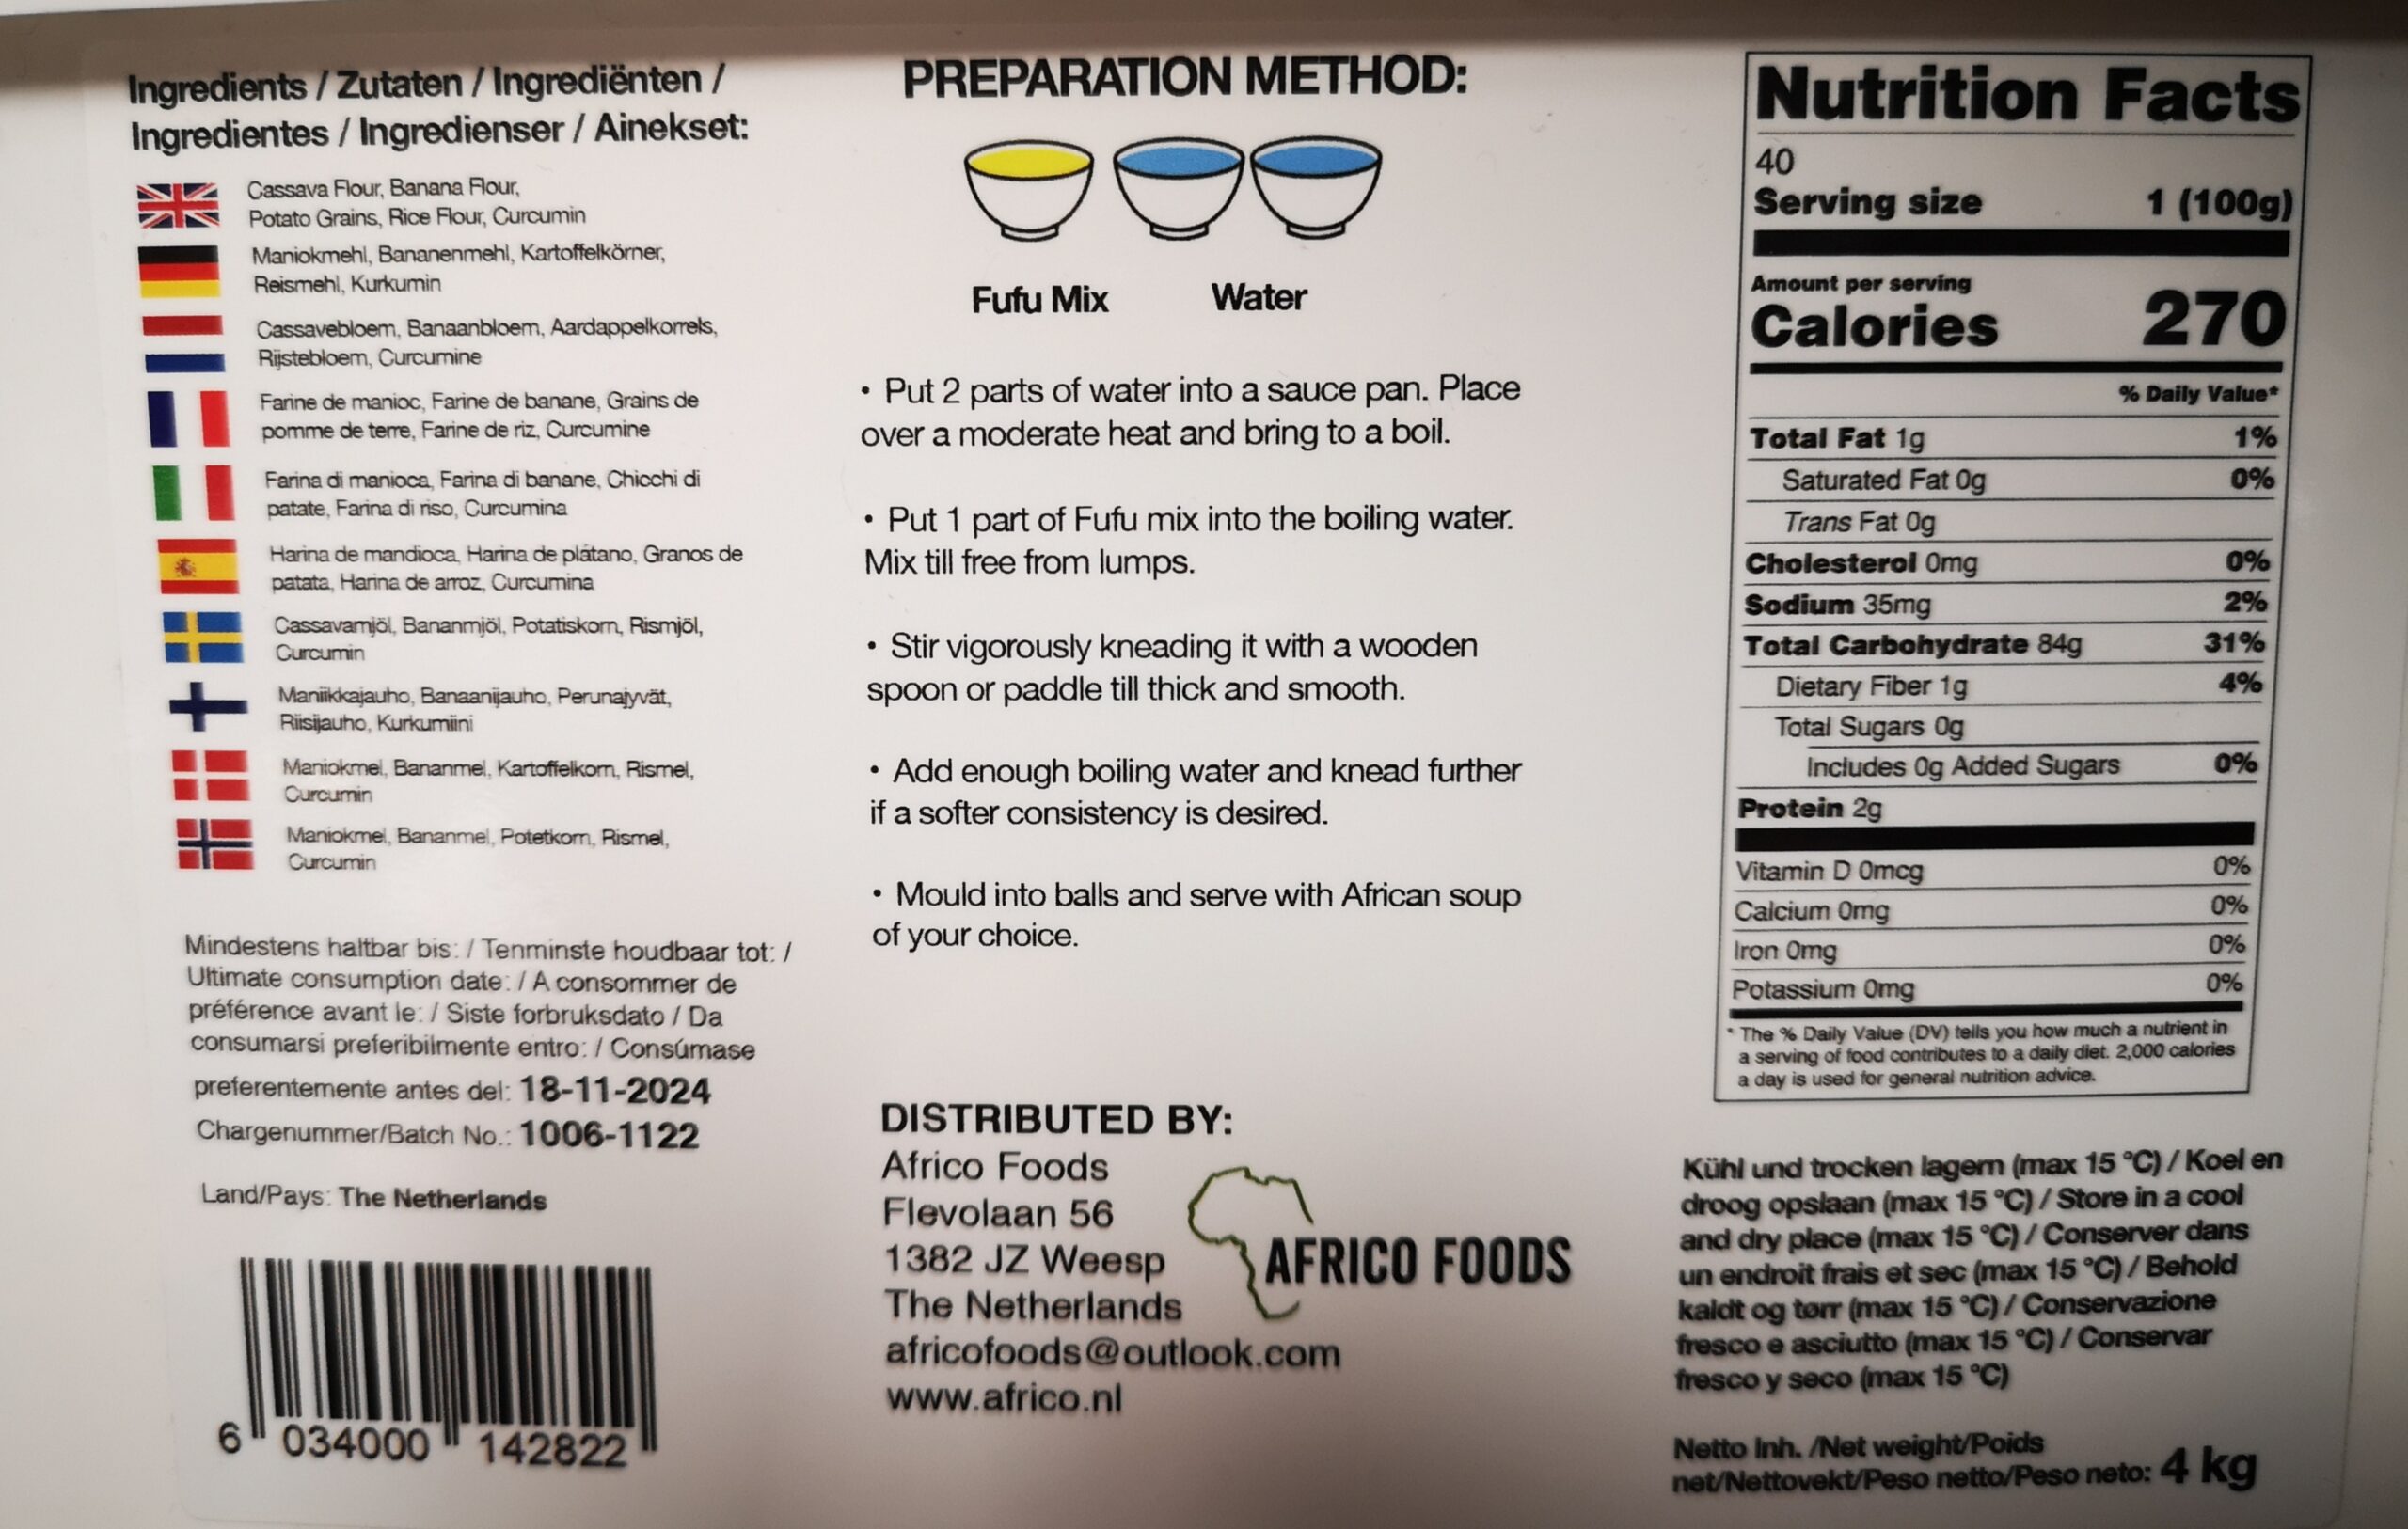 Ingredients / Zutaten / Ingrediënten /
Ingredientes / Ingredienser / Ainekset:
Cassava Flour, Banana Flour,
Potato Grains, Rice Flour, Curcumin
Maniokmehl, Bananenmehl, Kartoffelkörner,
Reismehl, Kurkumin
Cassavebloem, Banaanbloem, Aardappelkorrels,
Rijstebloem, Curcumine
Farine de manioc, Farine de banane, Grains de
pomme de terre, Farine de riz, Curcumine
Farina di manioca, Farina di banane, Chicchi di
patate, Farina di riso, Curcumina
Harina de mandioca, Harina de plátano, Granos de
patata, Harina de arroz, Curcumina
Cassavamjöl, Bananmjöl, Potatiskorn, Rismjöl,
Curcumin
Maniikkajauho, Banaanijauho, Perunajyvät,
Riisijauho, Kurkumiini
Maniokmel, Bananmel, Kartoffelkorn, Rismel,
Curcumin
Maniokmel, Bananmel, Potetkorn, Rismel,
Curcumin
Mindestens haltbar bis: / Tenminste houdbaar tot: /
Ultimate consumption date: / A consommer de
préférence avant le: / Siste forbruksdato / Da
consumarsi preferibilmente entro: / Consúmase
preferentemente antes del: 18-11-2024
Chargenummer/Batch No.: 1006-1122
Land/Pays: The Netherlands
6 034000 142822
PREPARATION METHOD:
Fufu Mix Water
• Put 2 parts of water into a sauce pan. Place
over a moderate heat and bring to a boil.
• Put 1 part of Fufu mix into the boiling water.
Mix till free from lumps.
• Stir vigorously kneading it with a wooden
spoon or paddle till thick and smooth.
• Add enough boiling water and knead further
if a softer consistency is desired.
• Mould into balls and serve with African soup
of your choice.
DISTRIBUTED BY:
Africo Foods
Flevolaan 56
1382 JZ Weesp
The Netherlands
africofoods@outlook.com
www.africo.nl
AFRICO FOODS
Nutrition Facts
40
Serving size 1 (100g)
Amount per serving
Calories 270
% Daily Value*
Total Fat 1g 1%
Saturated Fat 0g 0%
Trans Fat 0g
Cholesterol 0mg 0%
Sodium 35mg 2%
Total Carbohydrate 84g 31%
Dietary Fiber 1g 4%
Total Sugars 0g
Includes 0g Added Sugars 0%
Protein 2g
Vitamin D 0mcg 0%
Calcium 0mg 0%
Iron 0mg 0%
Potassium 0mg 0%
* The % Daily Value (DV) tells you how much a nutrient in
a serving of food contributes to a daily diet. 2,000 calories
a day is used for general nutrition advice.
Kühl und trocken lagern (max 15 °C) / Koel en
droog opslaan (max 15 °C) / Store in a cool
and dry place (max 15 °C) / Conserver dans
un endroit frais et sec (max 15 °C) / Behold
kaldt og tørr (max 15 °C) / Conservazione
fresco e asciutto (max 15 °C) / Conservar
fresco y seco (max 15 °C)
Netto Inh. /Net weight/Poids
net/Nettovekt/Peso netto/Peso neto: 4 kg